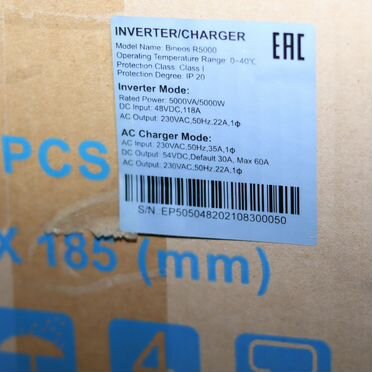 INVERTER/CHARGER
EAC
Model Name: Bineos R5000
Operating Temperature Range: 0~40℃
Protection Class: Class I
Protection Degree: IP 20
Inverter Mode:
Rated Power: 5000VA/5000W
DC Input: 48VDC,118A
AC Output: 230VAC,50Hz,22A,1ϕ
AC Charger Mode:
AC Input: 230VAC,50Hz,35A,1ϕ
DC Output: 54VDC,Default 30A, Max 60A
AC Output: 230VAC,50Hz,22A,1ϕ
S/N: EP505048202108300050
PCS
X 185 (mm)
4